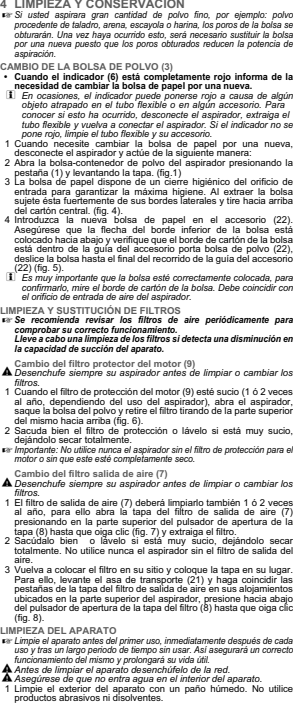 4 LIMPIEZA Y CONSERVACIÓN
☞ Si usted aspirara gran cantidad de polvo fino, por ejemplo: polvo
procedente de taladro, arena, escayola o harina, los poros de la bolsa se
obturarán. Una vez haya ocurrido esto, será necesario sustituir la bolsa
por una nueva puesto que los poros obturados reducen la potencia de
aspiración.
CAMBIO DE LA BOLSA DE POLVO (3)
• Cuando el indicador (6) está completamente rojo informa de la
necesidad de cambiar la bolsa de papel por una nueva.
i En ocasiones, el indicador puede ponerse rojo a causa de algún
objeto atrapado en el tubo flexible o en algún accesorio. Para
conocer si esto ha ocurrido, desconecte el aspirador, extraiga el
tubo flexible y vuelva a conectar el aspirador. Si el indicador no se
pone rojo, limpie el tubo flexible y su accesorio.
1 Cuando necesite cambiar la bolsa de papel por una nueva,
desconecte el aspirador y actúe de la siguiente manera:
2 Abra la bolsa-contenedor de polvo del aspirador presionando la
pestaña (1) y levantando la tapa. (fig.1)
3 La bolsa de papel dispone de un cierre higiénico del orificio de
entrada para garantizar la máxima higiene. Al extraer la bolsa
sujete ésta fuertemente de sus bordes laterales y tire hacia arriba
del cartón central. (fig. 4).
4 Introduzca la nueva bolsa de papel en el accesorio (22).
Asegúrese que la flecha del borde inferior de la bolsa está
colocado hacia abajo y verifique que el borde de cartón de la bolsa
está dentro de la guía del accesorio porta bolsa de polvo (22),
deslice la bolsa hasta el final del recorrido de la guía del accesorio
(22) (fig. 5).
i Es muy importante que la bolsa esté correctamente colocada, para
confirmarlo, mire el borde de cartón de la bolsa. Debe coincidir con
el orificio de entrada de aire del aspirador.
LIMPIEZA Y SUSTITUCIÓN DE FILTROS
☞ Se recomienda revisar los filtros de aire periódicamente para
comprobar su correcto funcionamiento.
Lleve a cabo una limpieza de los filtros si detecta una disminución en
la capacidad de succión del aparato.
Cambio del filtro protector del motor (9)
▲ Desenchufe siempre su aspirador antes de limpiar o cambiar los
filtros.
1 Cuando el filtro de protección del motor (9) esté sucio (1 ó 2 veces
al año, dependiendo del uso del aspirador), abra el aspirador,
saque la bolsa del polvo y retire el filtro tirando de la parte superior
del mismo hacia arriba (fig. 6).
2 Sacuda bien el filtro de protección o lávelo si está muy sucio,
dejándolo secar totalmente.
☞ Importante: No utilice nunca el aspirador sin el filtro de protección para el
motor o sin que este esté completamente seco.
Cambio del filtro salida de aire (7)
▲ Desenchufe siempre su aspirador antes de limpiar o cambiar los
filtros.
1 El filtro de salida de aire (7) deberá limpiarlo también 1 ó 2 veces
al año, para ello abra la tapa del filtro de salida de aire (7)
presionando en la parte superior del pulsador de apertura de la
tapa (8) hasta que oiga clic (fig. 7) y extraiga el filtro.
2 Sacúdalo bien o lávelo si está muy sucio, dejándolo secar
totalmente. No utilice nunca el aspirador sin el filtro de salida del
aire.
3 Vuelva a colocar el filtro en su sitio y coloque la tapa en su lugar.
Para ello, levante el asa de transporte (21) y haga coincidir las
pestañas de la tapa del filtro de salida de aire en sus alojamientos
ubicados en la parte superior del aspirador, presione hacia abajo
del pulsador de apertura de la tapa del filtro (8) hasta que oiga clic
(fig. 8).
LIMPIEZA DEL APARATO
☞ Limpie el aparato antes del primer uso, inmediatamente después de cada
uso y tras un largo periodo de tiempo sin usar. Así asegurará un correcto
funcionamiento del mismo y prolongará su vida útil.
▲ Antes de limpiar el aparato desenchúfelo de la red.
▲ Asegúrese de que no entra agua en el interior del aparato.
1 Limpie el exterior del aparato con un paño húmedo. No utilice
productos abrasivos ni disolventes.